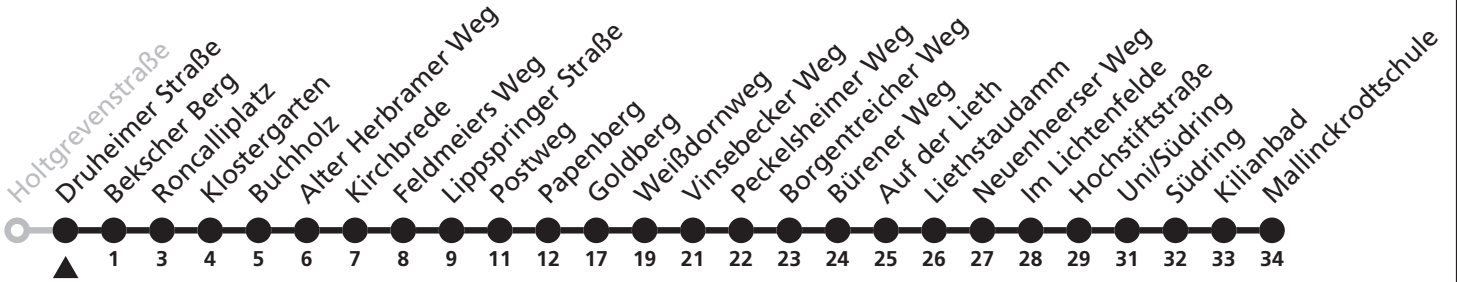 Holtgrevenstraße
Druheimer Straße
Bekscher Berg
Roncalliplatz
Klostergarten
Buchholz
Alter Herbramer Weg
Kirchbrede
Feldmeiers Weg
Lippspringer Straße
Postweg
Papenberg
Goldberg
Weißdornweg
Vinsebecker Weg
Peckelsheimer Weg
Borgentreicher Weg
Bürener Weg
Auf der Lieth
Liethstaudamm
Neuenheerser Weg
Im Lichtenfelde
Hochstiftstraße
Uni/Südring
Südring
Kilianbad
Mallinckrodtschule
1 3 4 5 6 7 8 9 11 12 17 19 21 22 23 24 25 26 27 28 29 31 32 33 34